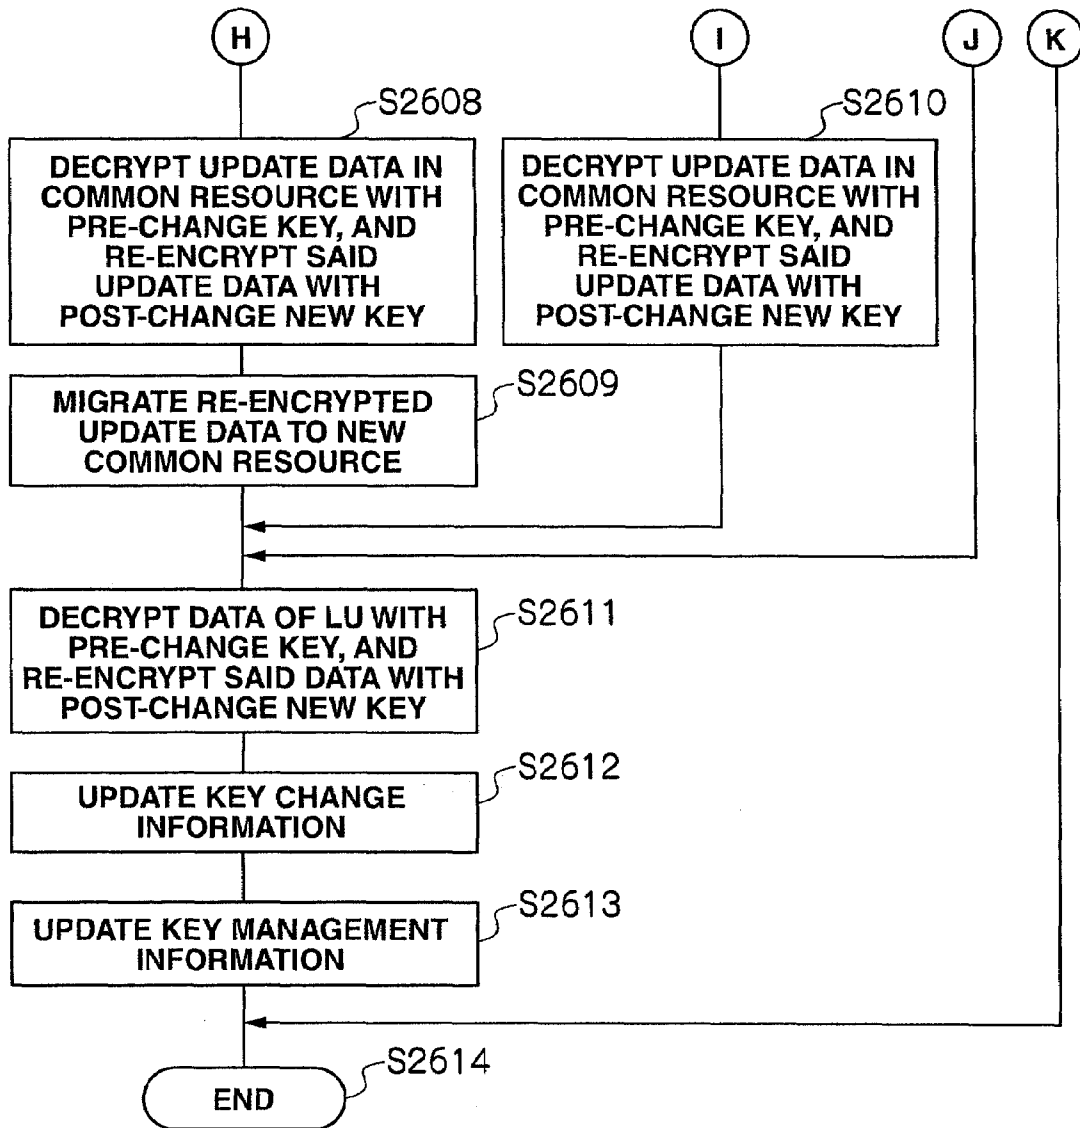 H
I
J
K
S2608
DECRYPT UPDATE DATA IN
COMMON RESOURCE WITH
PRE-CHANGE KEY, AND
RE-ENCRYPT SAID
UPDATE DATA WITH
POST-CHANGE NEW KEY
S2610
DECRYPT UPDATE DATA IN
COMMON RESOURCE WITH
PRE-CHANGE KEY, AND
RE-ENCRYPT SAID
UPDATE DATA WITH
POST-CHANGE NEW KEY
S2609
MIGRATE RE-ENCRYPTED
UPDATE DATA TO NEW
COMMON RESOURCE
S2611
DECRYPT DATA OF LU WITH
PRE-CHANGE KEY, AND
RE-ENCRYPT SAID DATA WITH
POST-CHANGE NEW KEY
S2612
UPDATE KEY CHANGE
INFORMATION
S2613
UPDATE KEY MANAGEMENT
INFORMATION
S2614
END